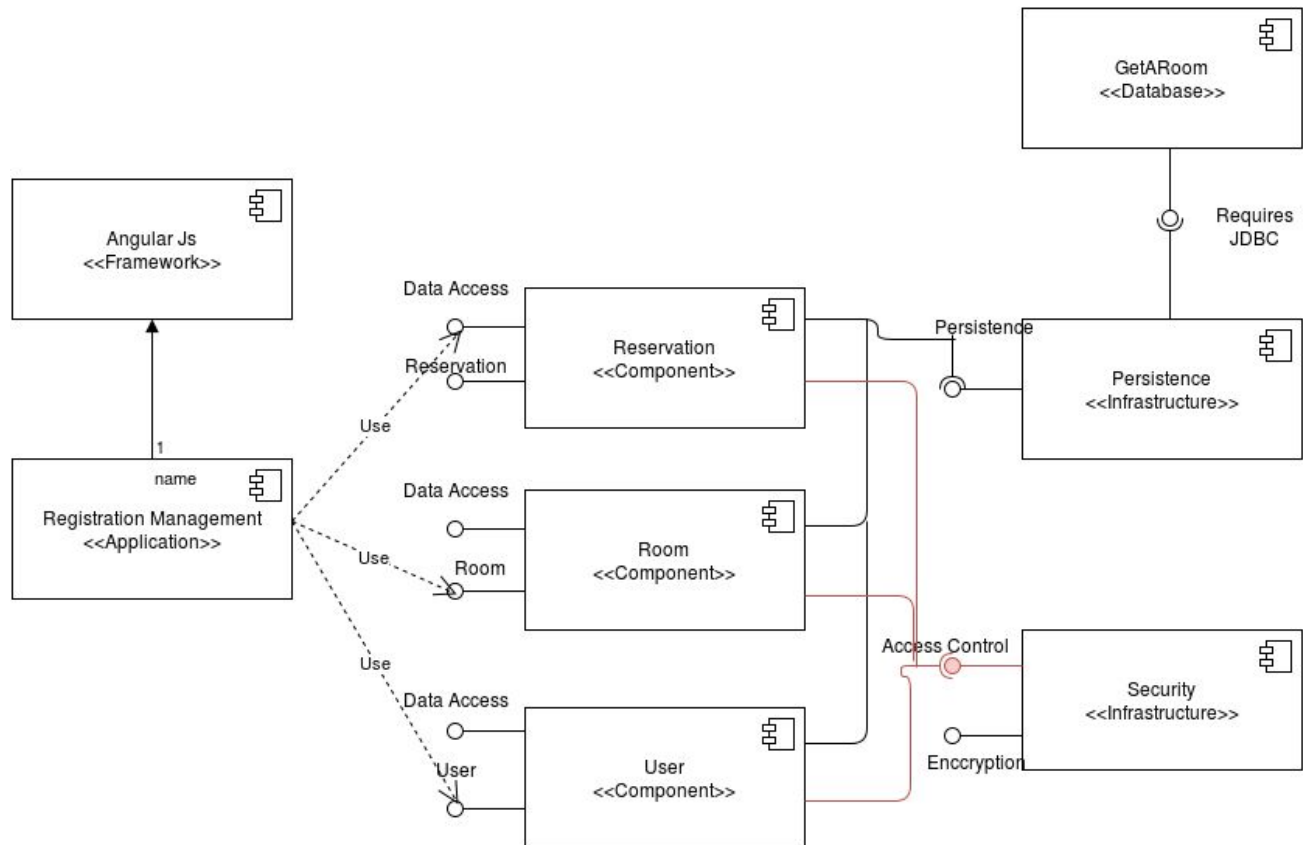 GetARoom
<<Database>>
Requires
JDBC
Angular Js
<<Framework>>
Data Access
Reservation
Reservation
<<Component>>
Persistence
Persistence
<<Infrastructure>>
Use
1
name
Registration Management
<<Application>>
Data Access
Use
Room
Room
<<Component>>
Use
Access Control
Security
<<Infrastructure>>
Enccryption
Data Access
User
User
<<Component>>